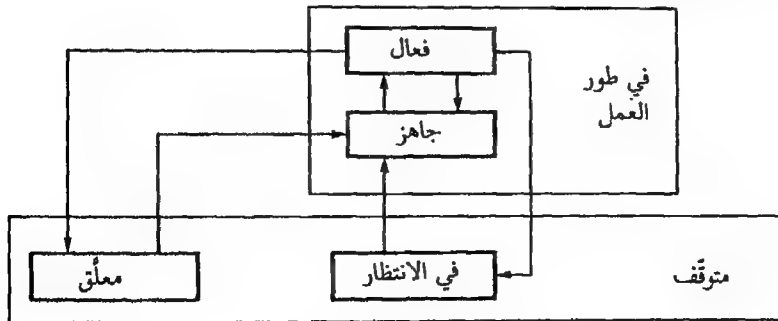 فعال
في طور
العمل
جاهز
متوقّف
في الانتظار
معلّق